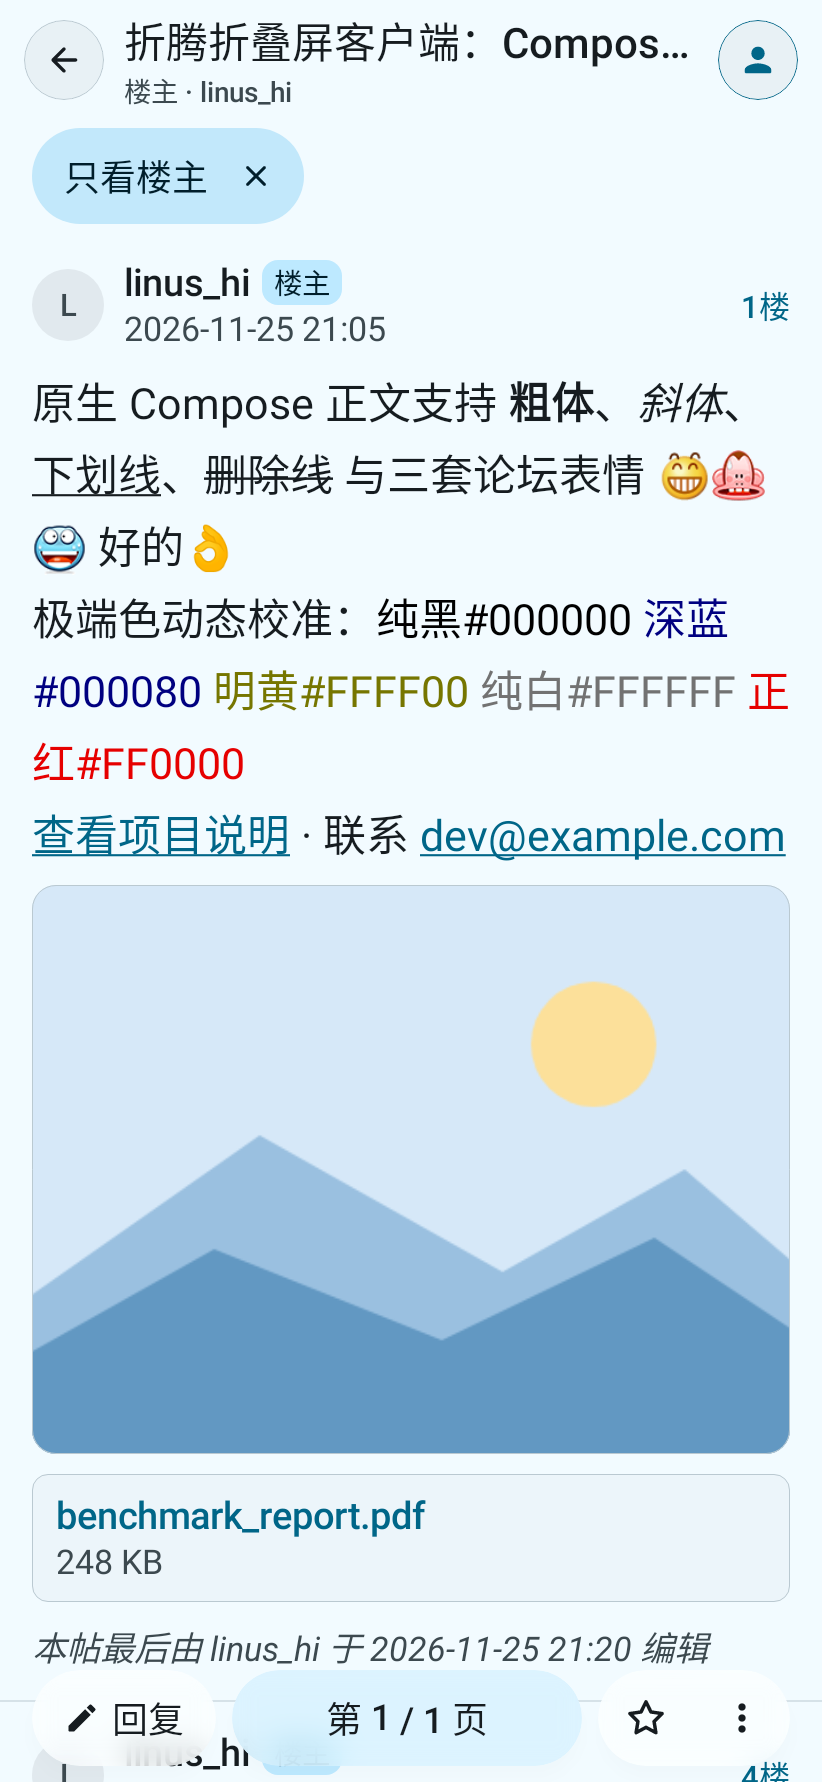 折腾折叠屏客户端：Compos...
楼主 · linus_hi
只看楼主
L
linus_hi 楼主
2026-11-25 21:05
1楼
原生 Compose 正文支持 粗体、斜体、
下划线、删除线 与三套论坛表情 😁
好的👌
极端色动态校准：纯黑#000000 深蓝
#000080 明黄#FFFF00 纯白#FFFFFF 正
红#FF0000
查看项目说明 · 联系 dev@example.com
benchmark_report.pdf
248 KB
本帖最后由 linus_hi 于 2026-11-25 21:20 编辑
回复
第 1 / 1 页
linus_hi 楼主
4楼